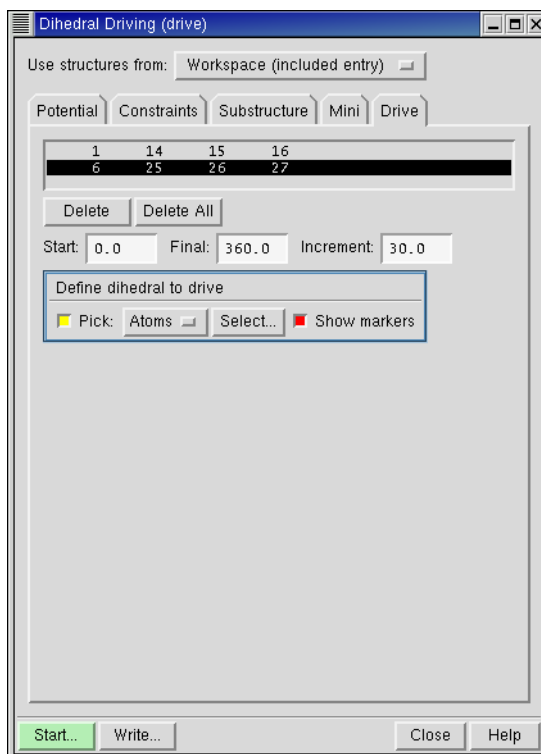 Dihedral Driving (drive)
Use structures from: Workspace (included entry)
Potential Constraints Substructure Mini Drive
1 14 15 16
6 25 26 27
Delete Delete All
Start: 0.0 Final: 360.0 Increment: 30.0
Define dihedral to drive
Pick: Atoms Select... Show markers
Start... Write... Close Help